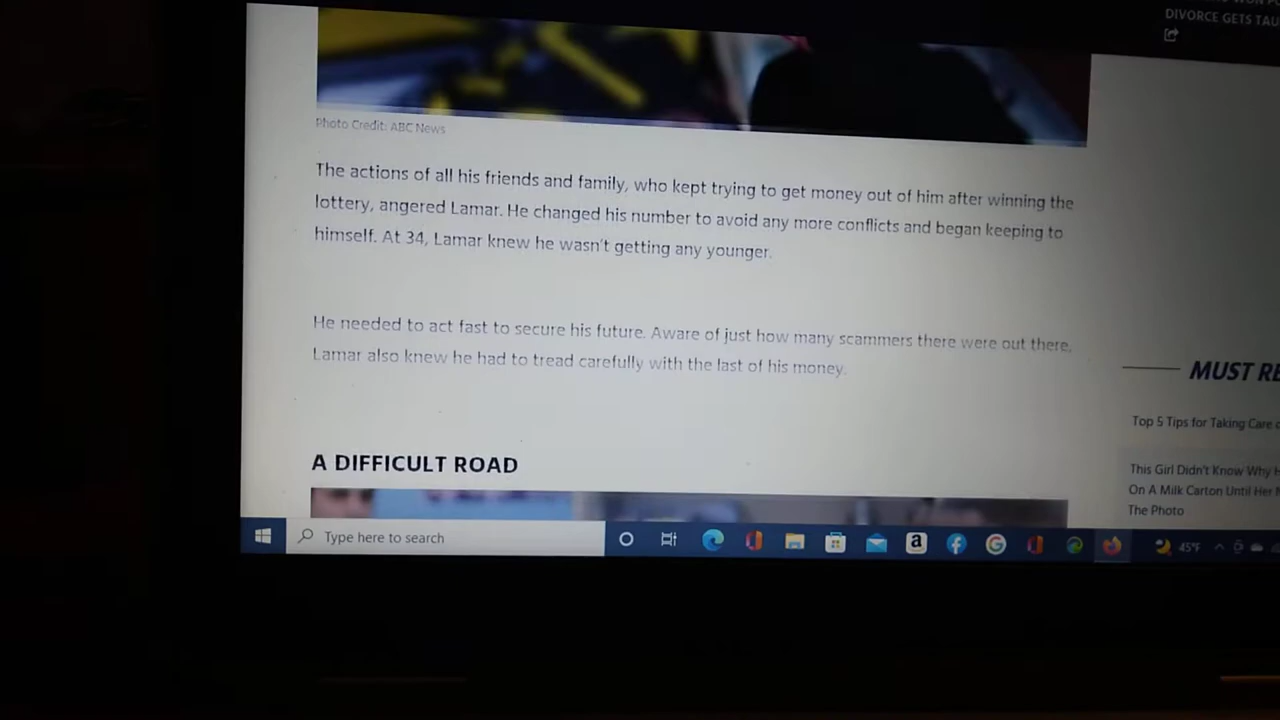 DIVORCE GETS
Photo Credit: ABC News
The actions of all his friends and family, who kept trying to get money out of him after winning the
lottery, angered Lamar. He changed his number to avoid any more conflicts and began keeping to
himself. At 34, Lamar knew he wasn't getting any younger.
He needed to act fast to secure his future. Aware of just how many scammers there were out there,
Lamar also knew he had to tread carefully with the last of his money.
MUST
Top 5 Tips for Taking Care
This Girl Didn't Know Why
On A Milk Carton Until Her
The Photo
A DIFFICULT ROAD
Type here to search
45°F